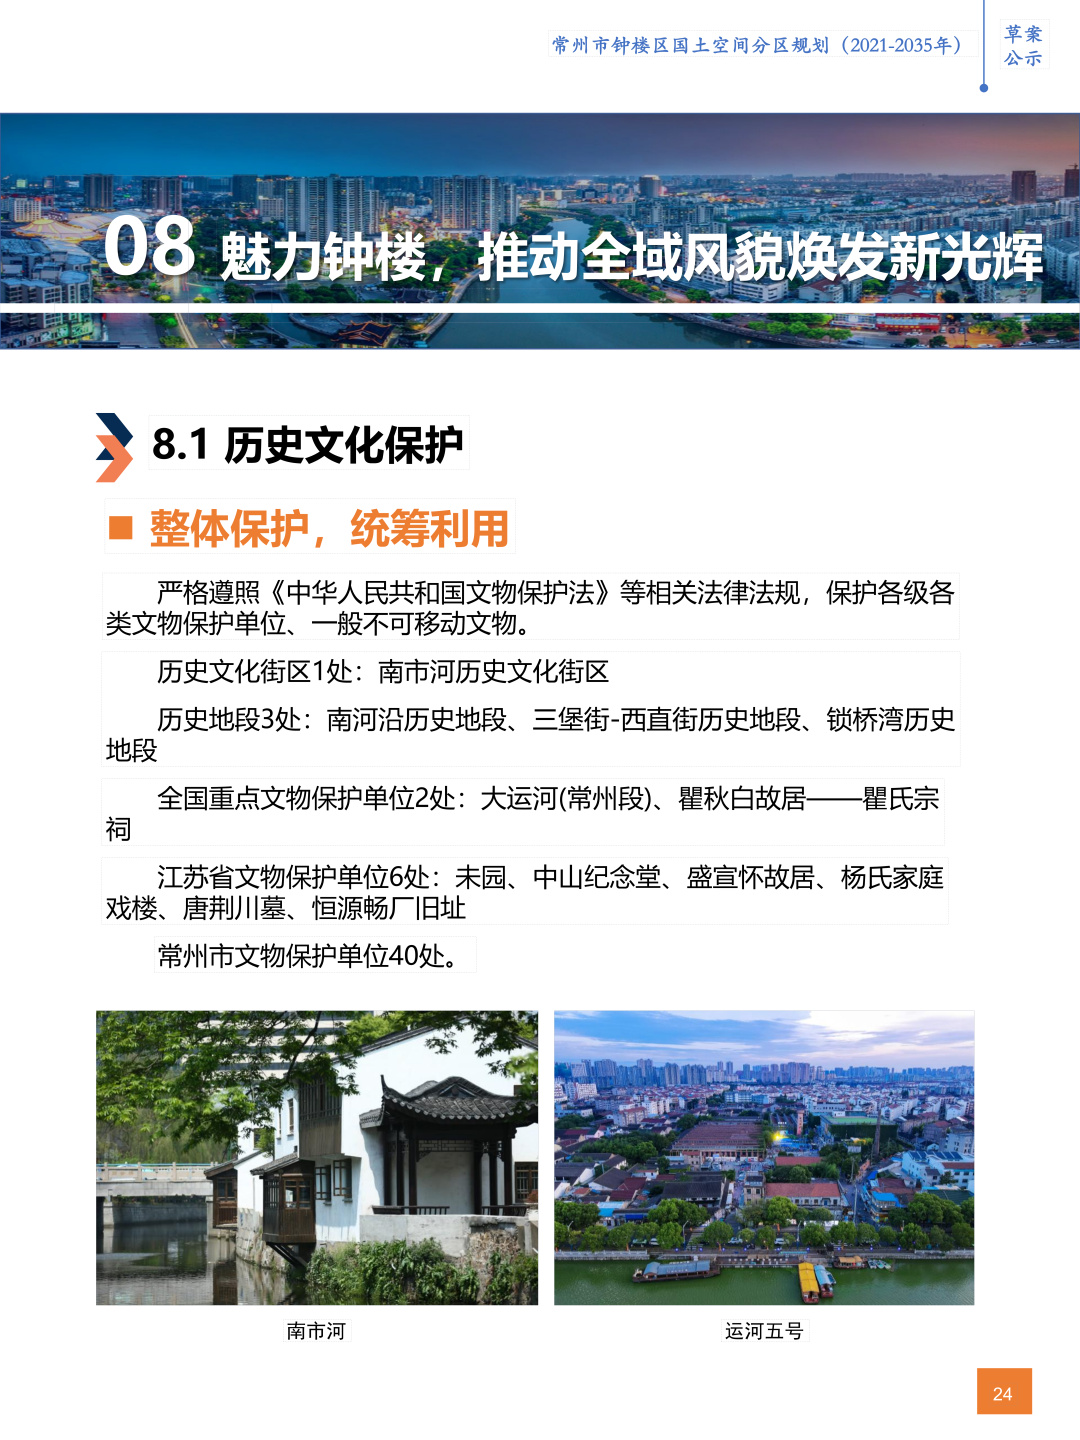 常州市钟楼区国土空间分区规划（2021-2035年）
草案
公示
08 魅力钟楼，推动全域风貌焕发新光辉
8.1 历史文化保护
■ 整体保护，统筹利用
严格遵照《中华人民共和国文物保护法》等相关法律法规，保护各级各
类文物保护单位、一般不可移动文物。
历史文化街区1处：南市河历史文化街区
历史地段3处：南河沿历史地段、三堡街-西直街历史地段、锁桥湾历史
地段
全国重点文物保护单位2处：大运河(常州段)、瞿秋白故居——瞿氏宗
祠
江苏省文物保护单位6处：未园、中山纪念堂、盛宣怀故居、杨氏家庭
戏楼、唐荆川墓、恒源畅厂旧址
常州市文物保护单位40处。
南市河
运河五号
24